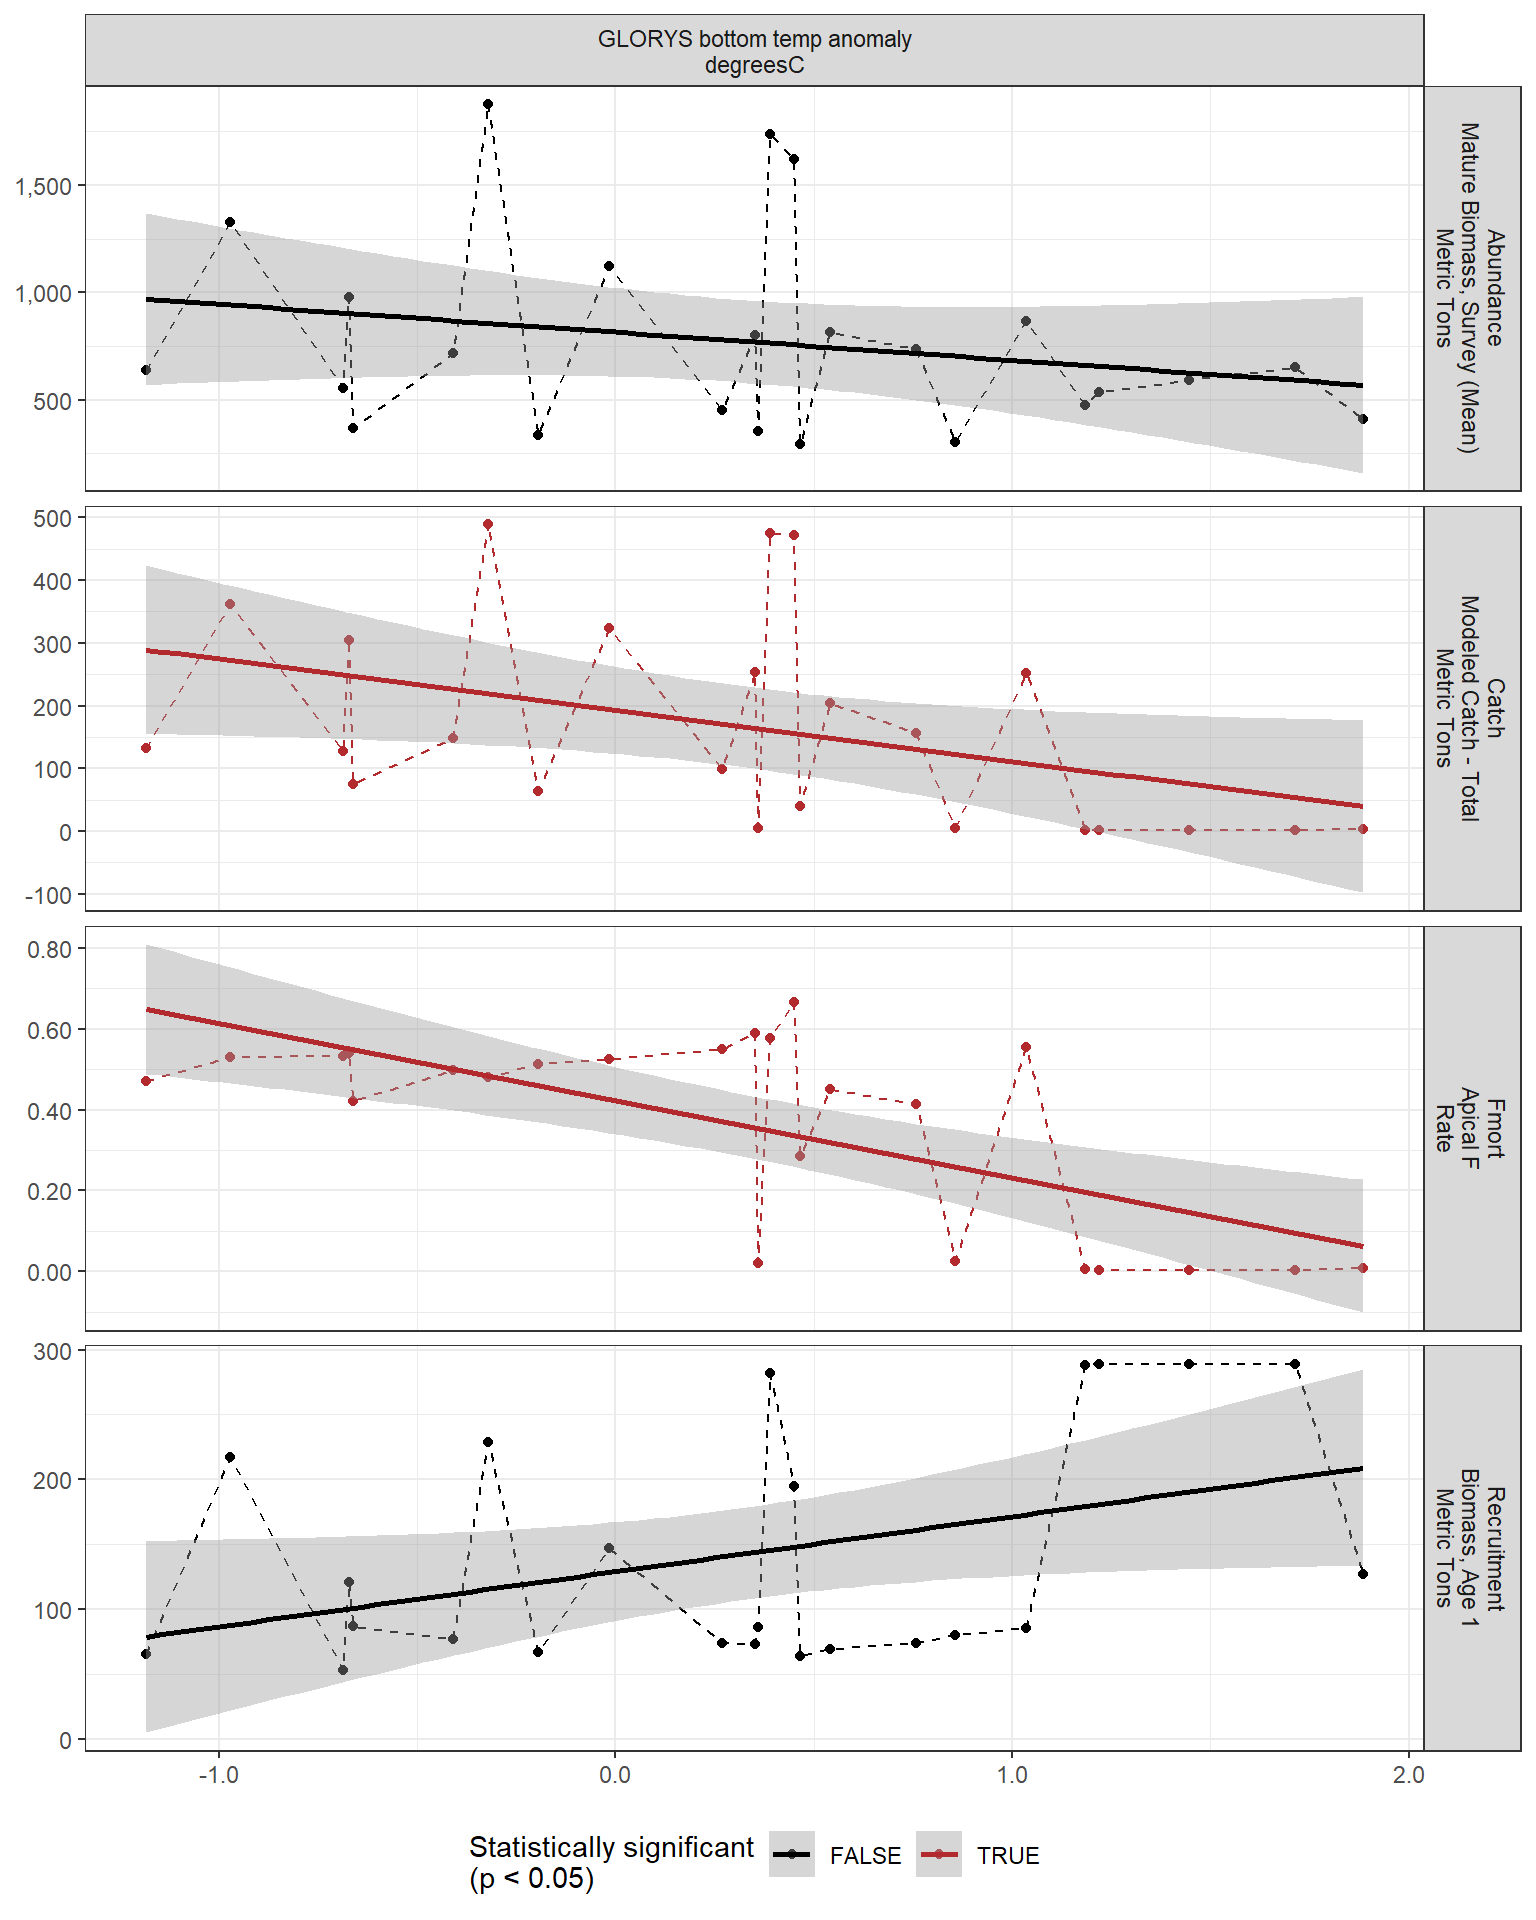 GLORYS bottom temp anomaly
degreesC
1,500
1,000
500
Abundance
Mature Biomass, Survey (Mean)
Metric Tons
500
400
300
200
100
0
-100
Catch
Modeled Catch - Total
Metric Tons
0.80
0.60
0.40
0.20
0.00
Fmort
Apical F
Rate
300
200
100
0
Recruitment
Biomass, Age 1
Metric Tons
-1.0
0.0
1.0
2.0
Statistically significant
(p < 0.05)
FALSE
TRUE